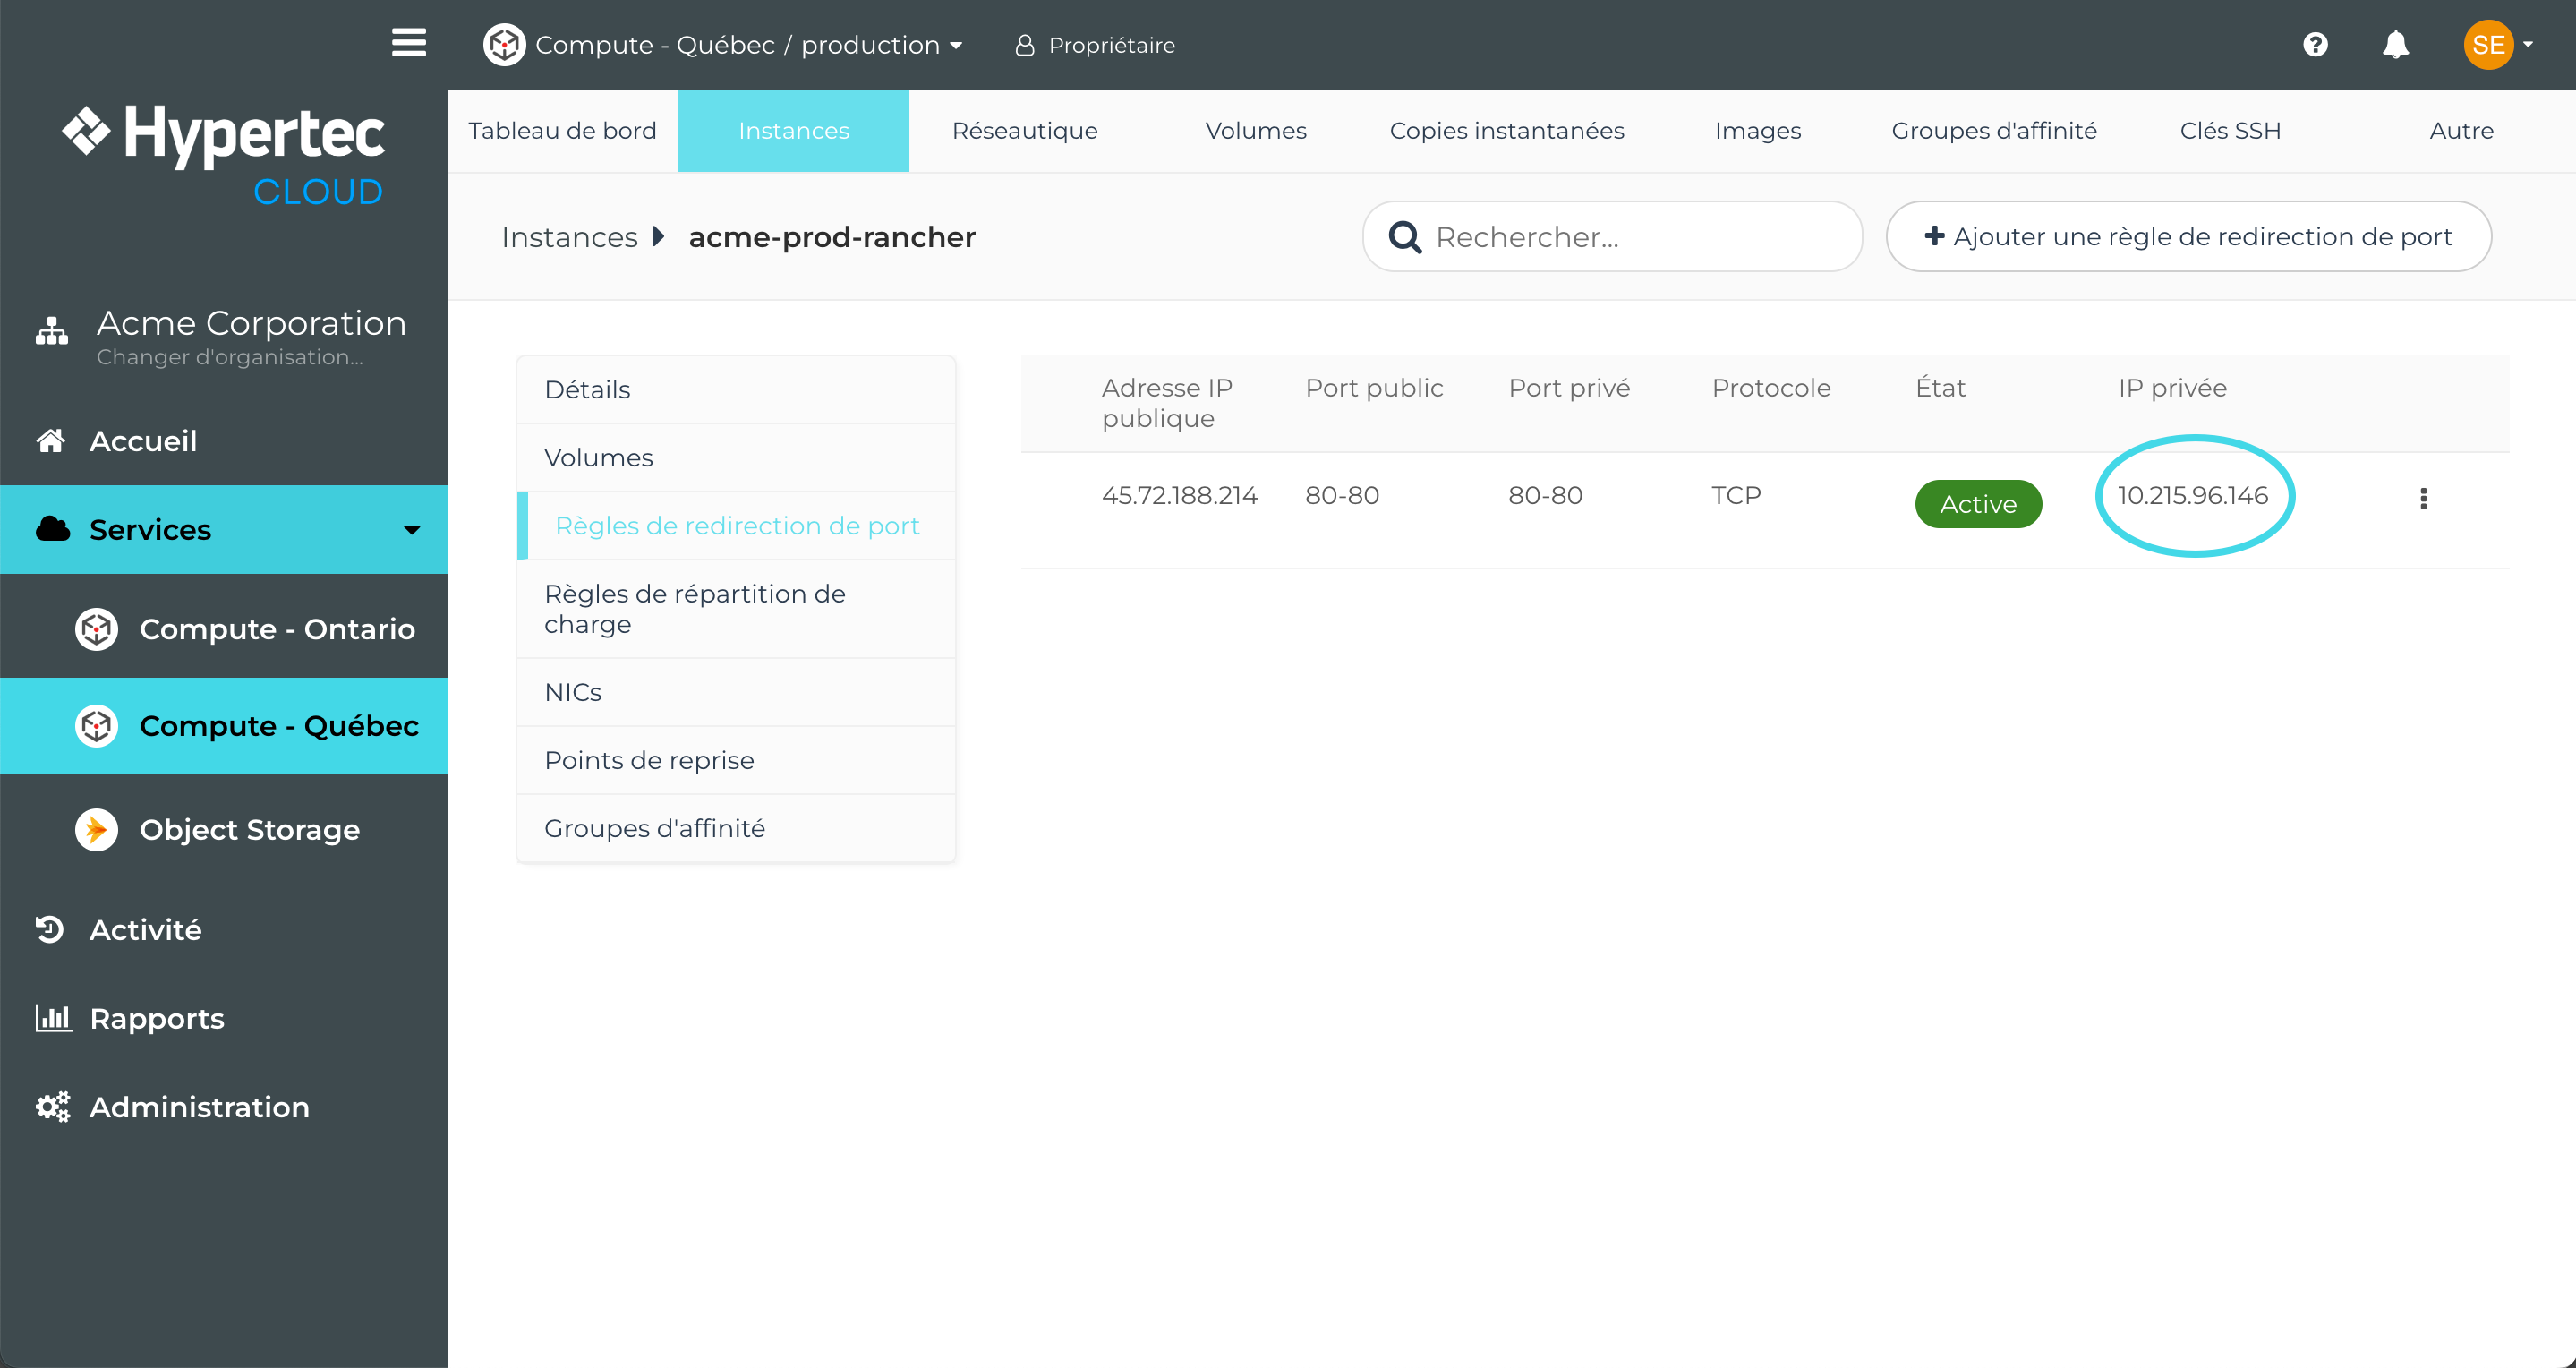 Compute - Québec / production
Propriétaire
SE
Hypertec
CLOUD
Tableau de bord
Instances
Réseautique
Volumes
Copies instantanées
Images
Groupes d'affinité
Clés SSH
Autre
Instances
acme-prod-rancher
Rechercher...
Ajouter une règle de redirection de port
Acme Corporation
Changer d'organisation...
Accueil
Services
Compute - Ontario
Compute - Québec
Object Storage
Activité
Rapports
Administration
Détails
Volumes
Règles de redirection de port
Règles de répartition de
charge
NICs
Points de reprise
Groupes d'affinité
Adresse IP
publique
Port public
Port privé
Protocole
État
IP privée
45.72.188.214
80-80
80-80
TCP
Active
10.215.96.146